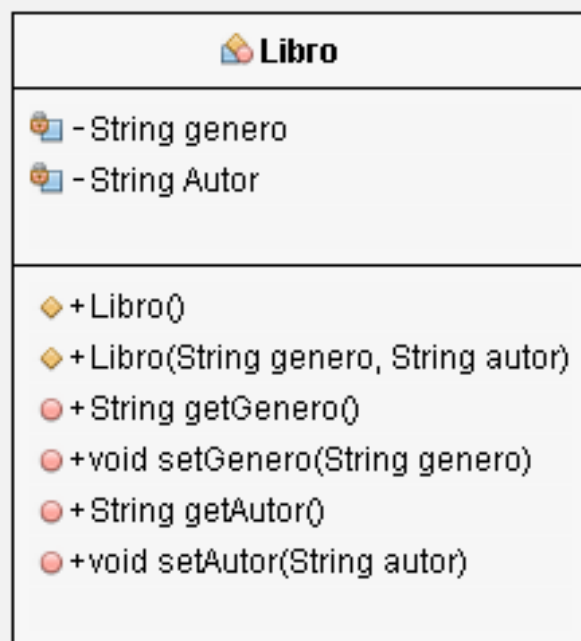 Libro
-String genero
-String Autor
+Libro()
+Libro(String genero, String autor)
+String getGenero()
+void setGenero(String genero)
+String getAutor()
+void setAutor(String autor)